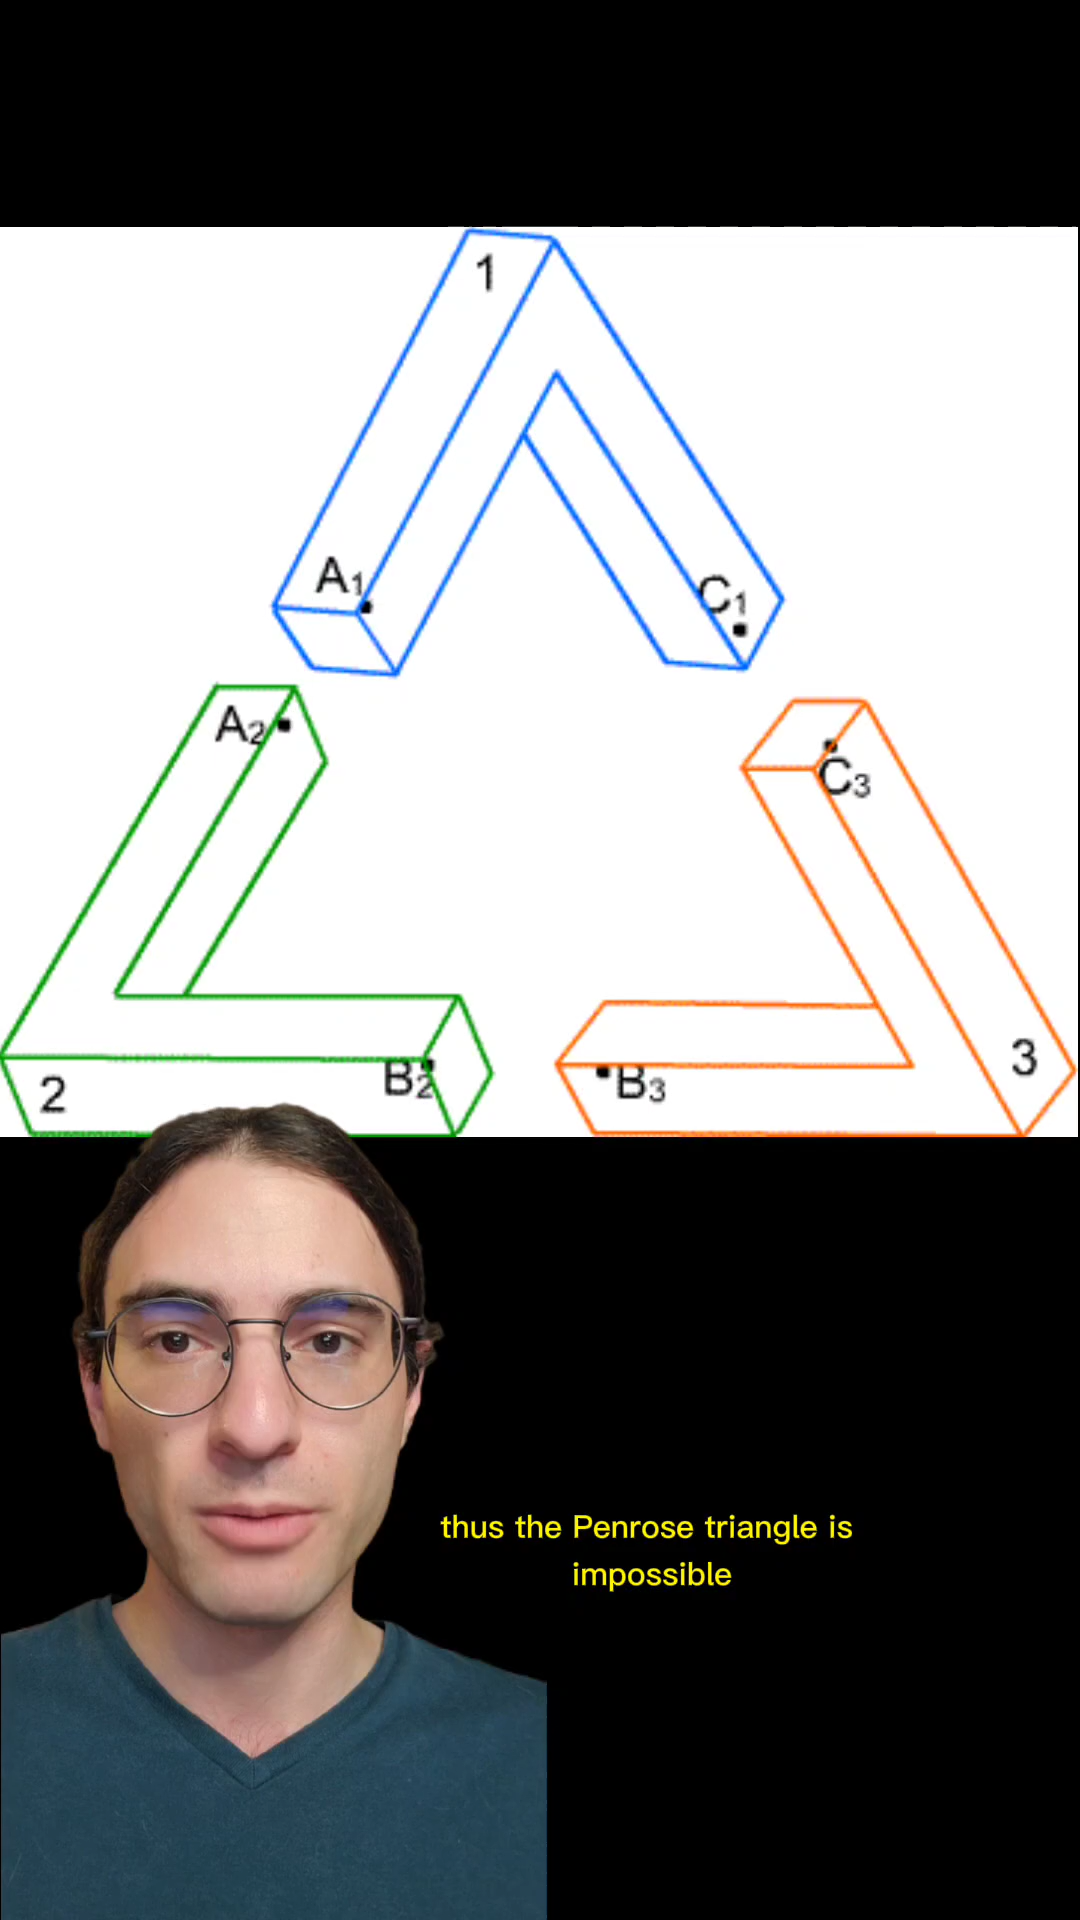 1
A₁
C₁
A₂
C₃
B₂
B₃
2
3
thus the Penrose triangle is
impossible